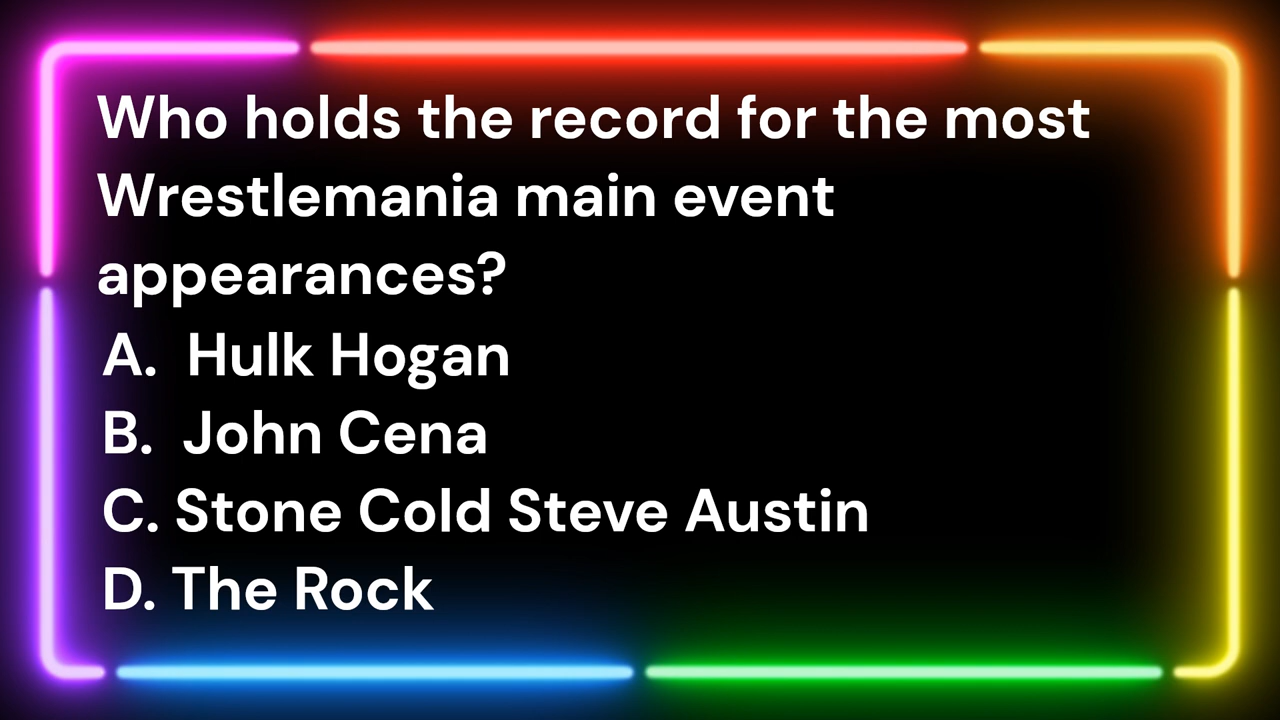 Who holds the record for the most
Wrestlemania main event
appearances?
A. Hulk Hogan
B. John Cena
C. Stone Cold Steve Austin
D. The Rock